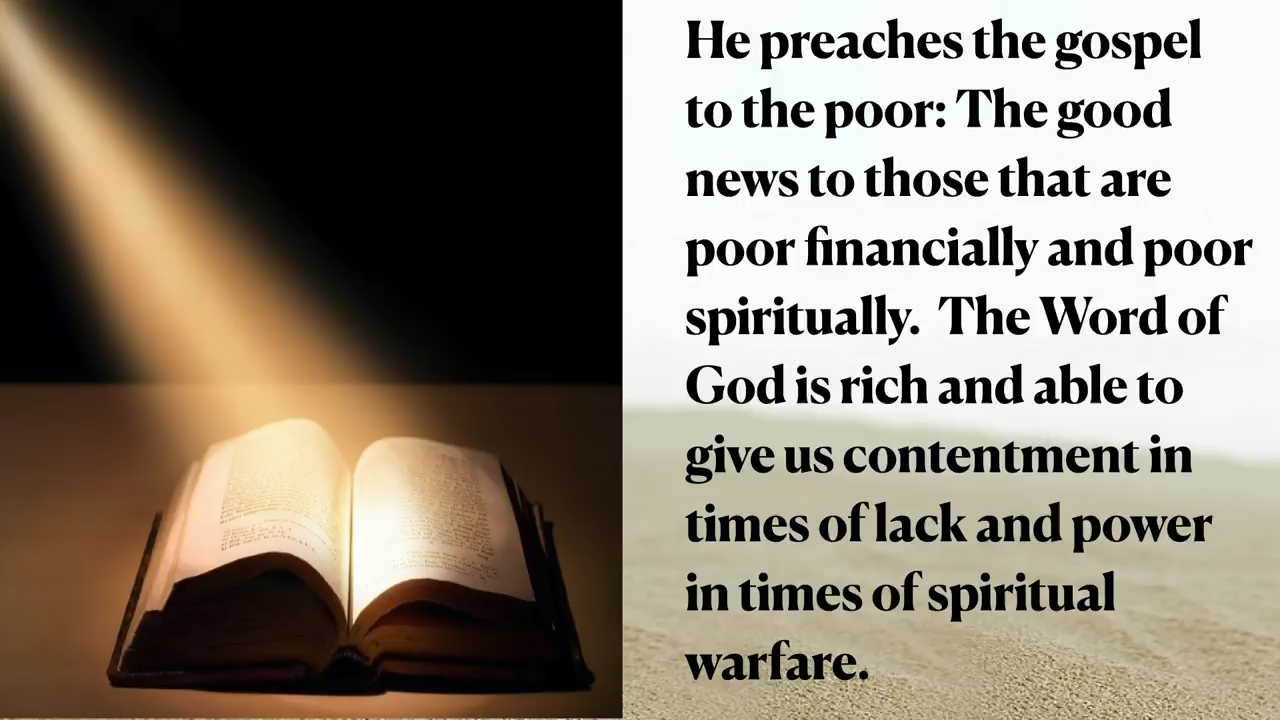 He preaches the gospel
to the poor: The good
news to those that are
poor financially and poor
spiritually.  The Word of
God is rich and able to
give us contentment in
times of lack and power
in times of spiritual
warfare.